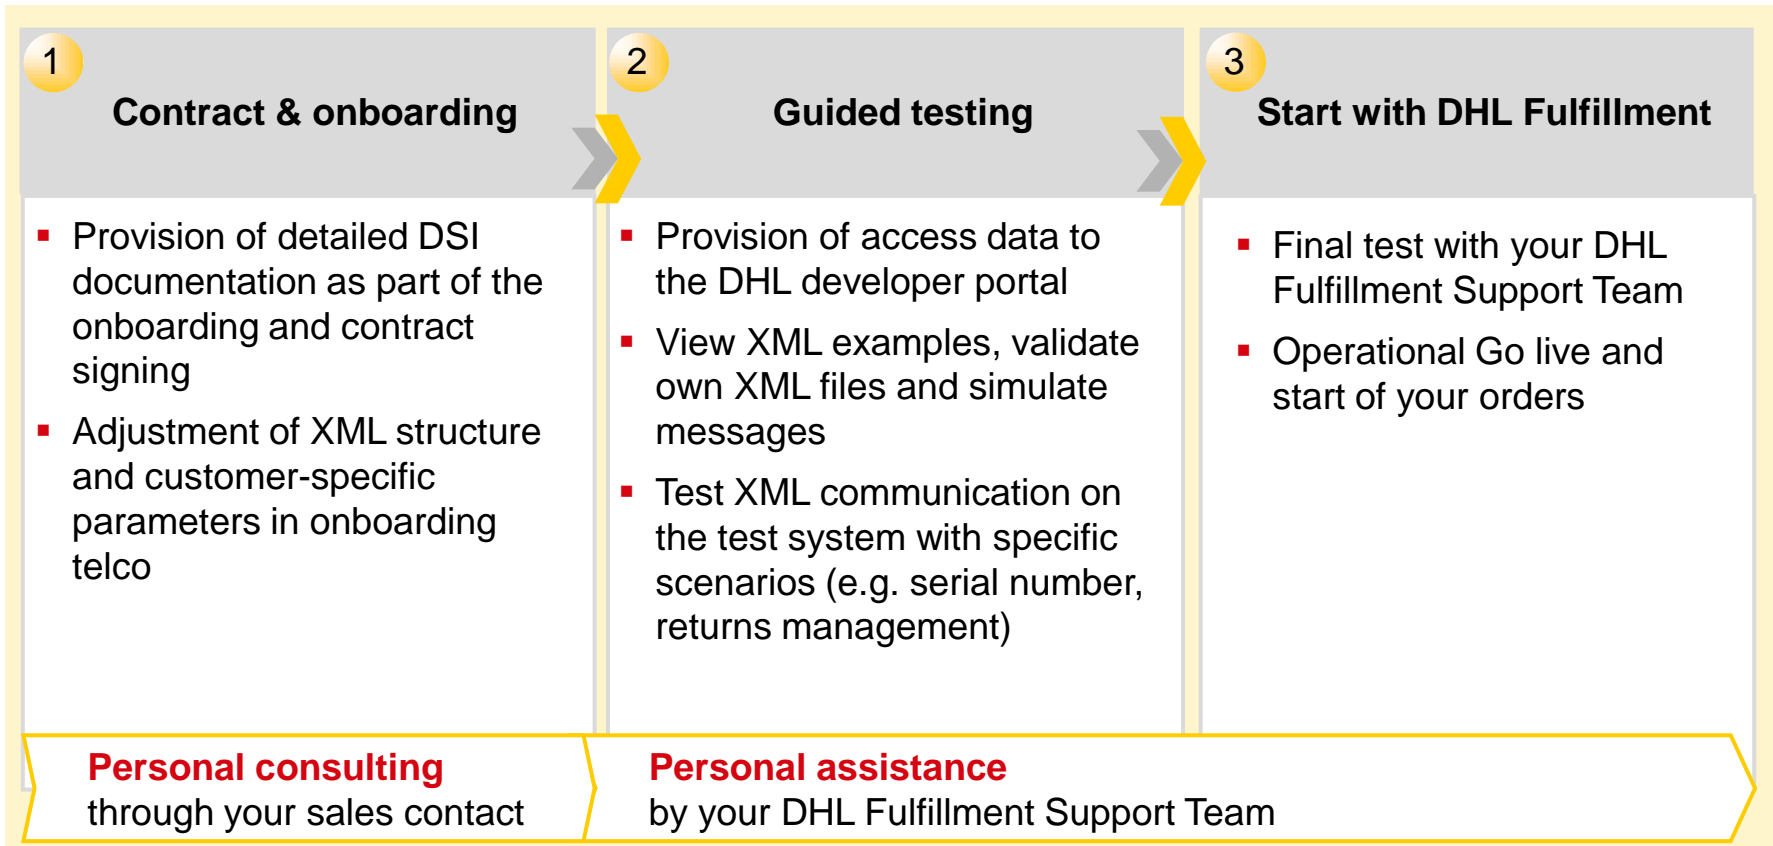 1
Contract & onboarding
▪ Provision of detailed DSI
documentation as part of the
onboarding and contract
signing
▪ Adjustment of XML structure
and customer-specific
parameters in onboarding
telco
2
Guided testing
▪ Provision of access data to
the DHL developer portal
▪ View XML examples, validate
own XML files and simulate
messages
▪ Test XML communication on
the test system with specific
scenarios (e.g. serial number,
returns management)
3
Start with DHL Fulfillment
▪ Final test with your DHL
Fulfillment Support Team
▪ Operational Go live and
start of your orders
Personal consulting
through your sales contact
Personal assistance
by your DHL Fulfillment Support Team